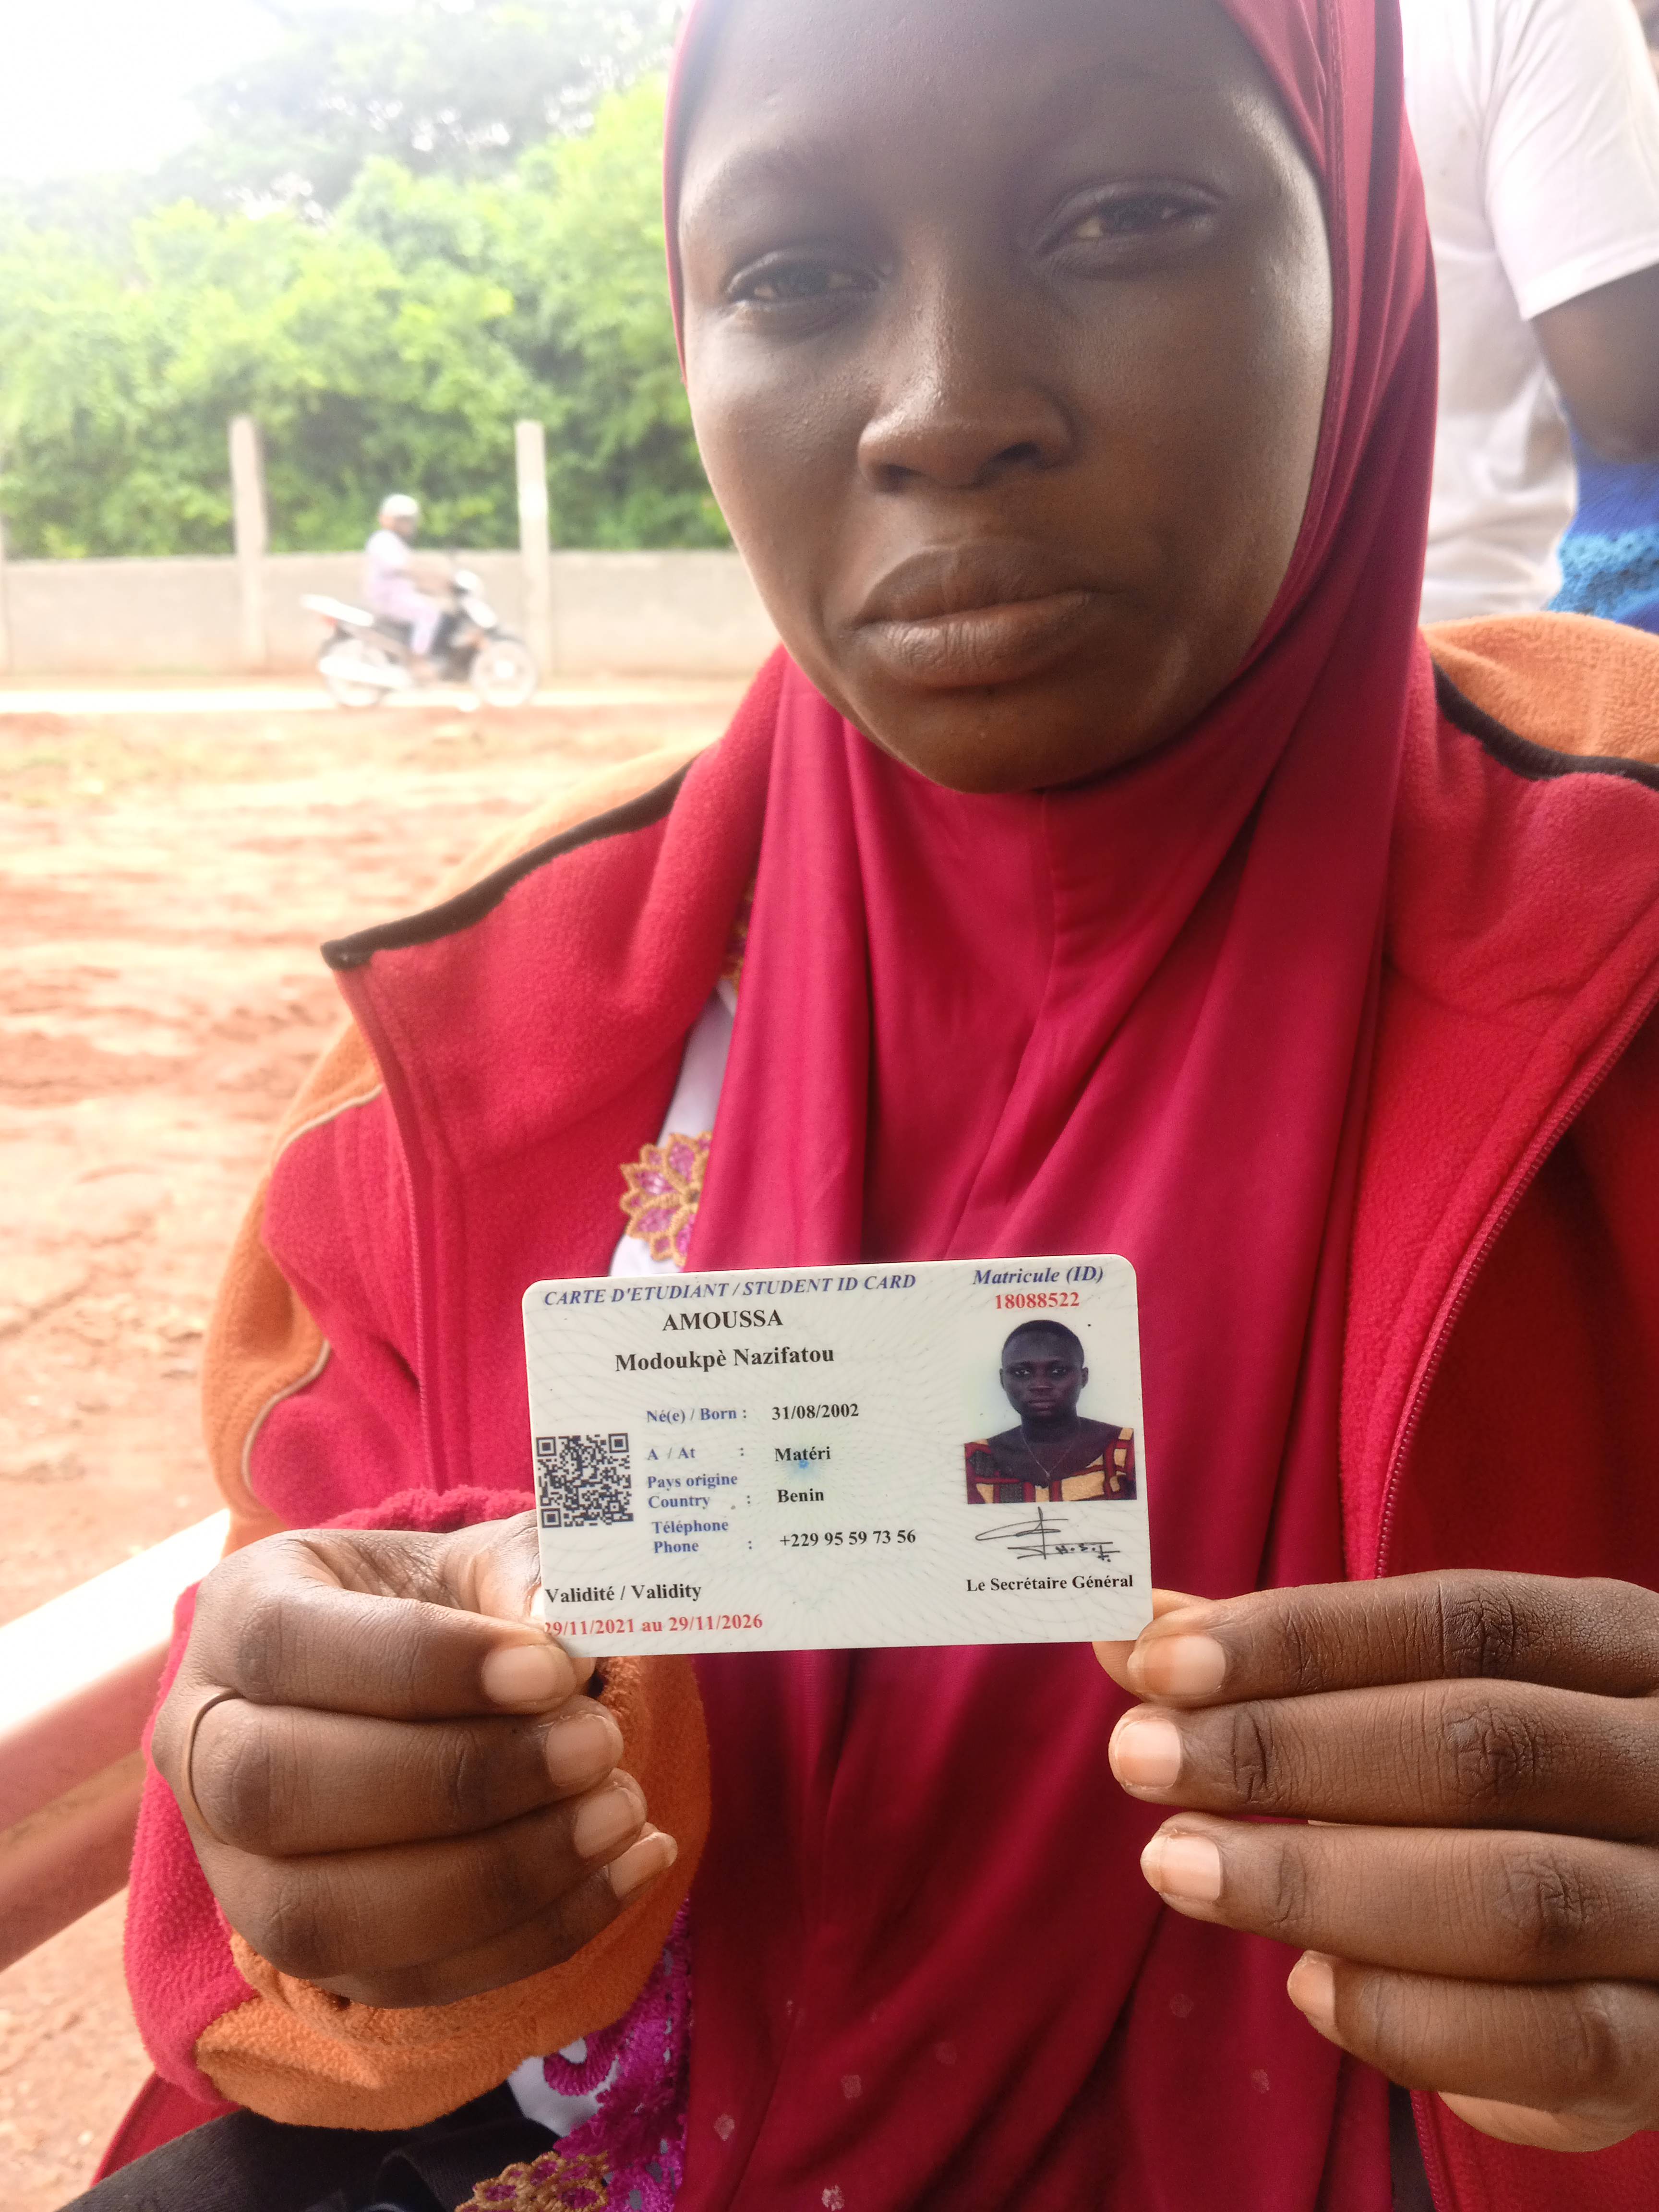 CARTE D'ETUDIANT / STUDENT ID CARD
Matricule (ID)
18088522
AMOUSSA
Modoukpè Nazifatou
Né(e) / Born : 31/08/2002
A / At : Matéri
Pays origine
Country : Benin
Téléphone
Phone : +229 95 59 73 56
Le Secrétaire Général
Validité / Validity
29/11/2021 au 29/11/2026